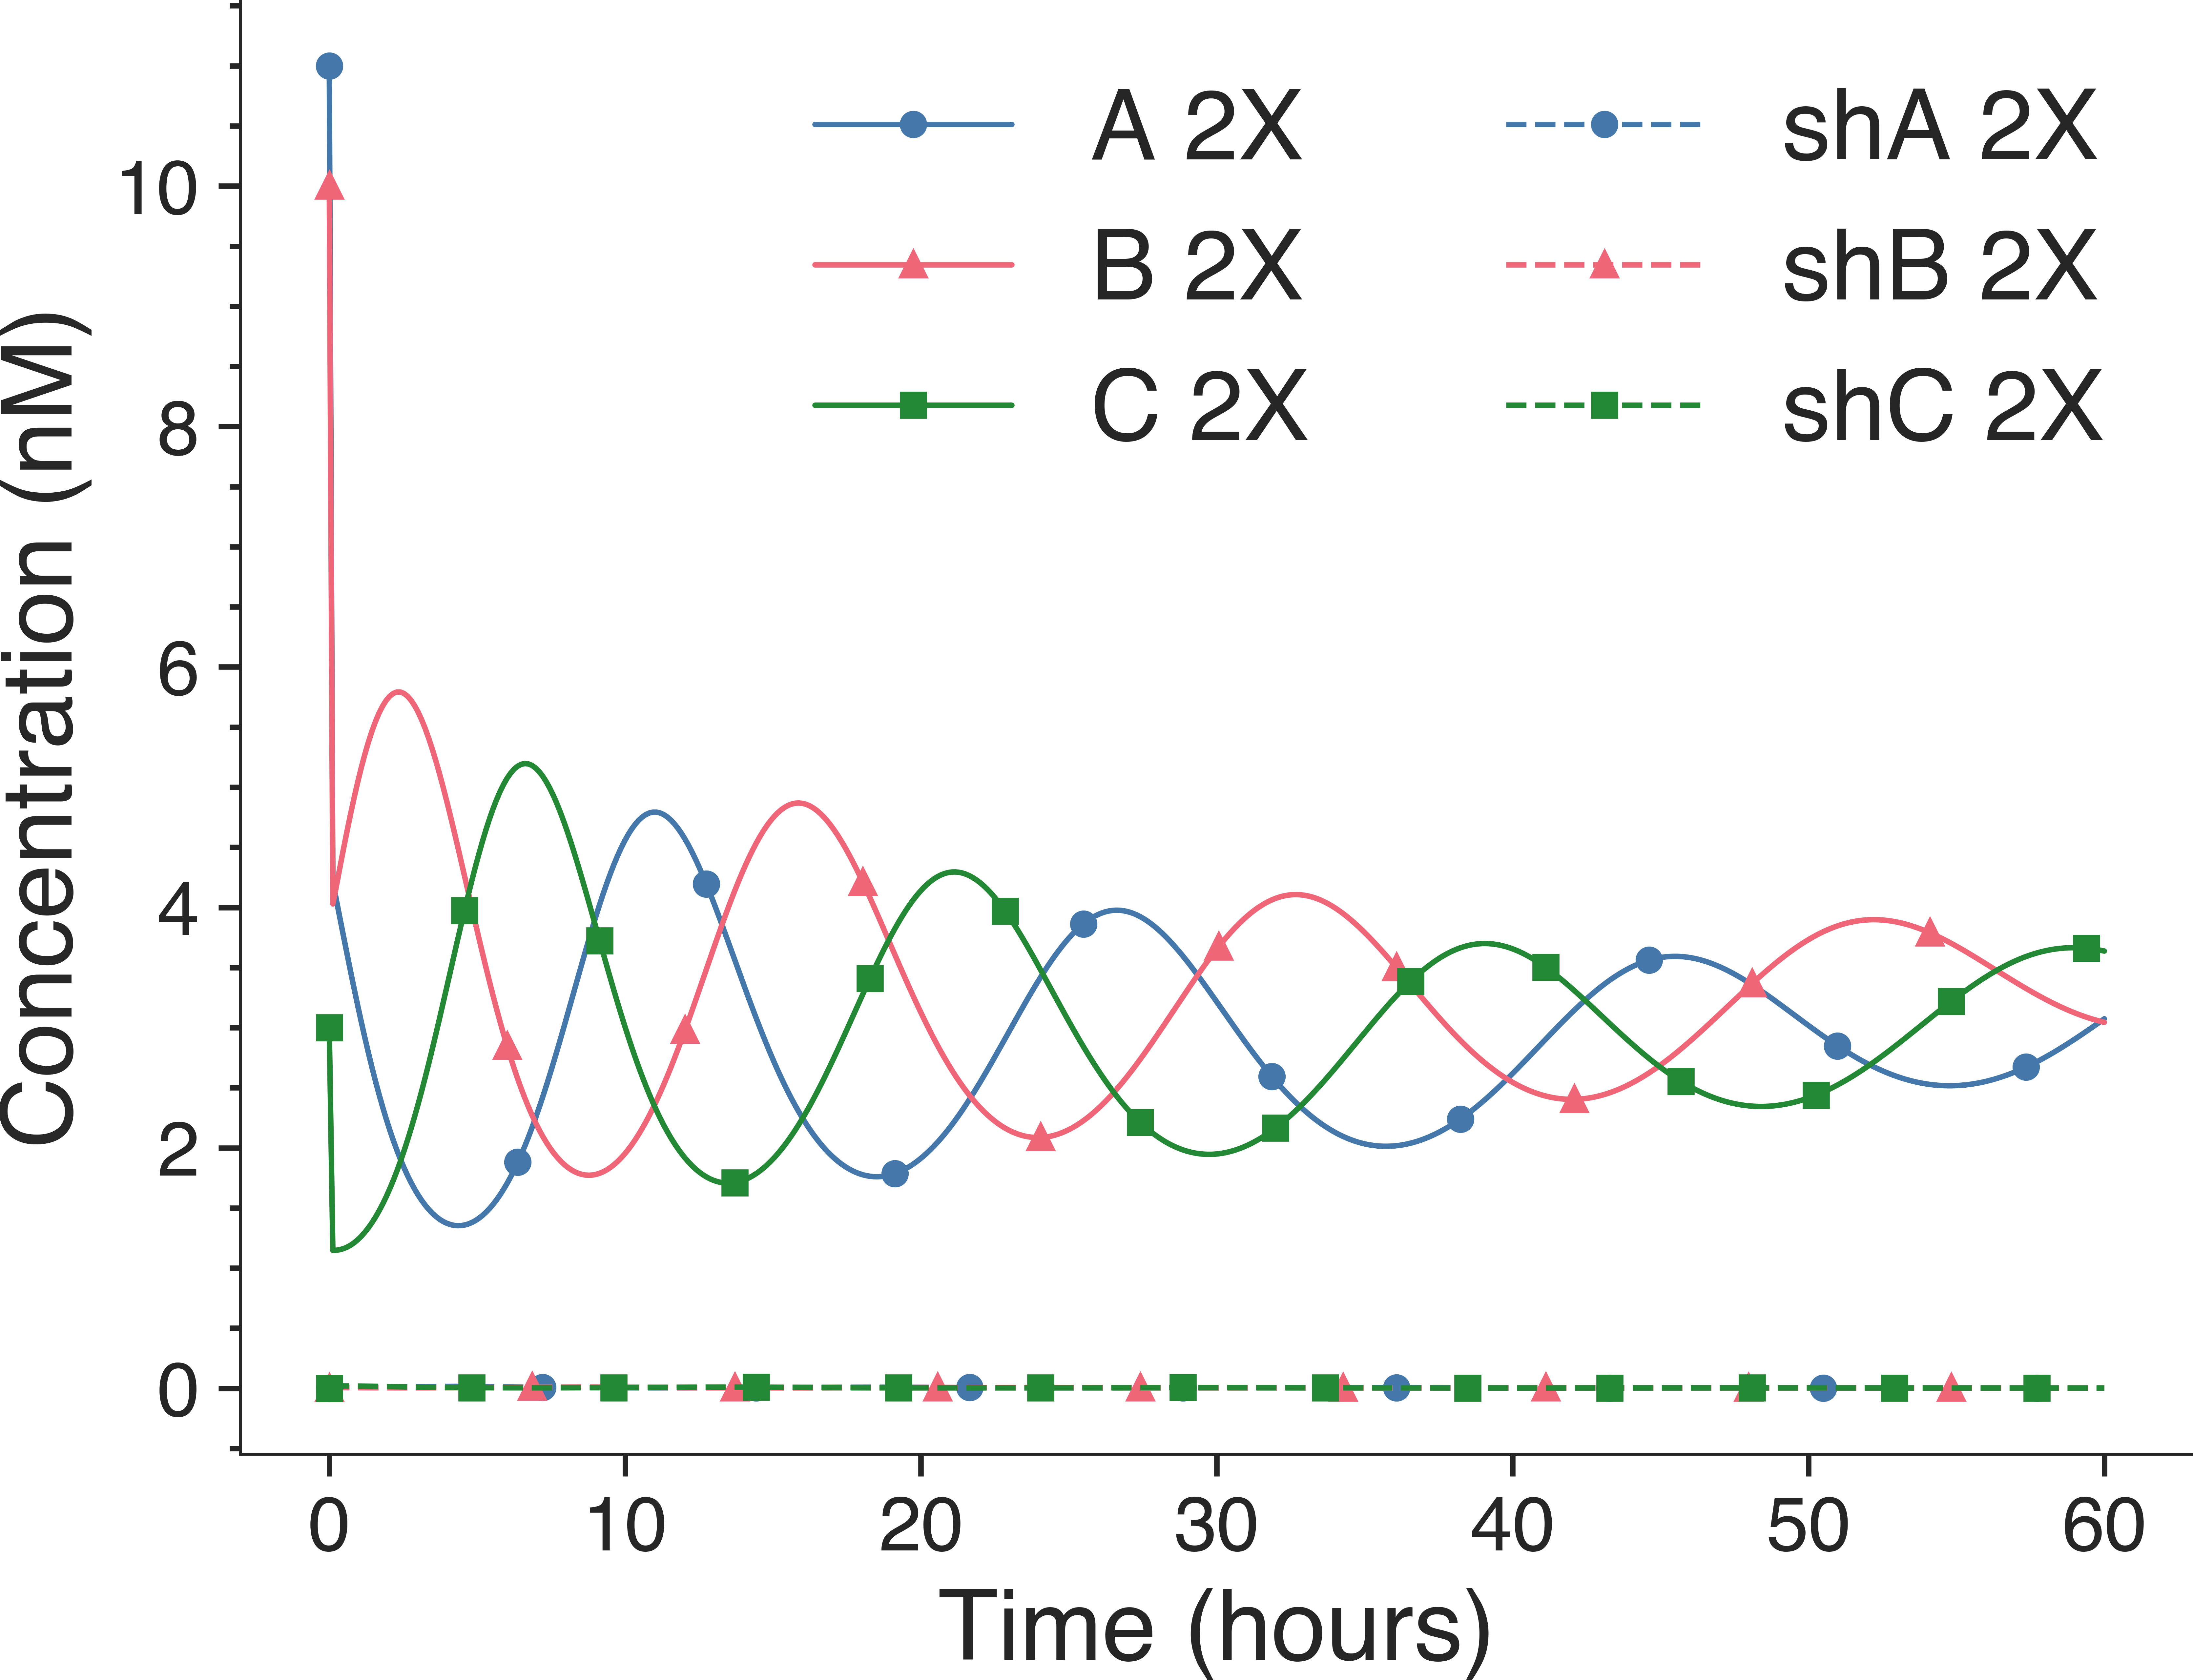 Concentration (nM)
10
8
6
4
2
0
A 2X
B 2X
C 2X
shA 2X
shB 2X
shC 2X
0 10 20 30 40 50 60
Time (hours)